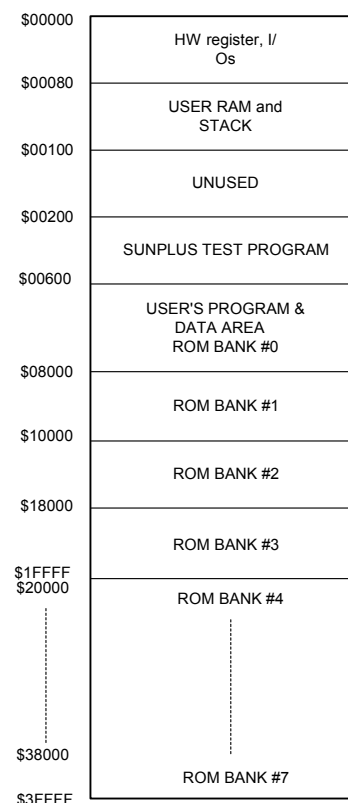 $00000
HW register, I/
Os
$00080
USER RAM and
STACK
$00100
UNUSED
$00200
SUNPLUS TEST PROGRAM
$00600
USER'S PROGRAM &
DATA AREA
ROM BANK #0
$08000
ROM BANK #1
$10000
ROM BANK #2
$18000
ROM BANK #3
$1FFFF
$20000
ROM BANK #4
$38000
ROM BANK #7
$3FFFF